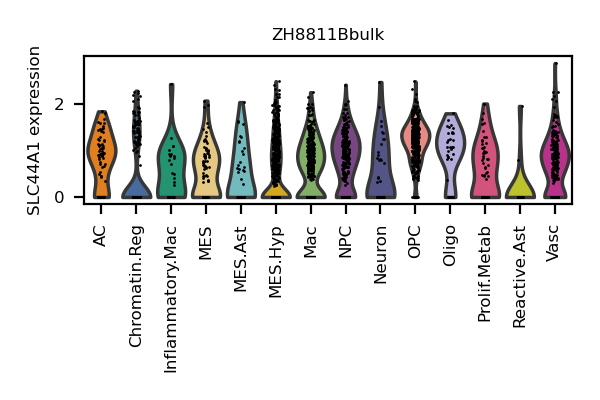 ZH8811Bbulk
SLC44A1 expression
2
0
AC
Chromatin.Reg
Inflammatory.Mac
MES
MES.Ast
MES.Hyp
Mac
NPC
Neuron
OPC
Oligo
Prolif.Metab
Reactive.Ast
Vasc